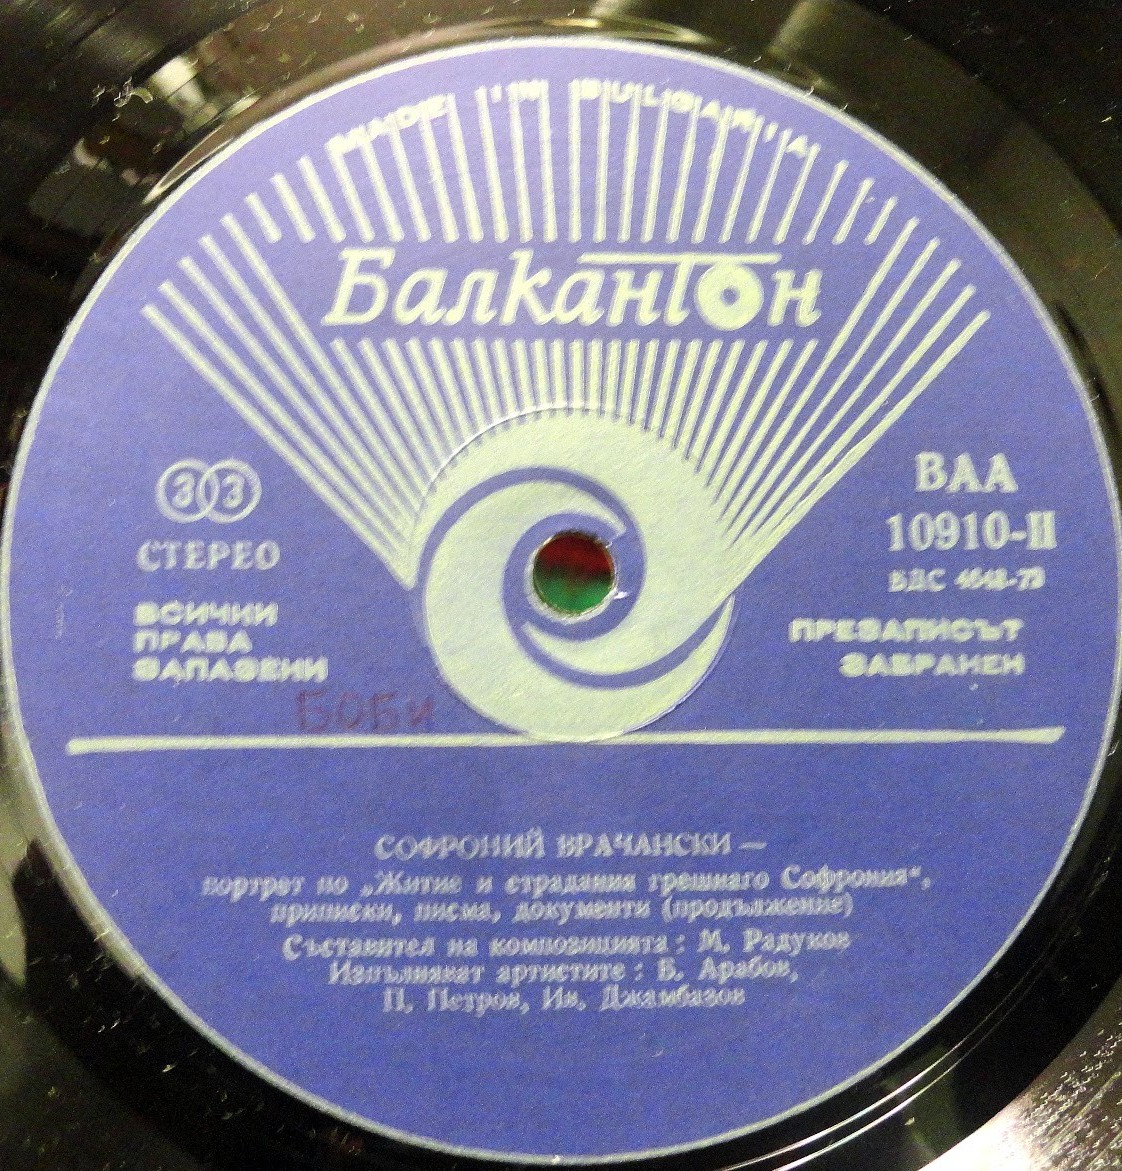 MADE IN BULGARIA
Балкантон
33
СТЕРЕО
ВСИЧКИ
ПРАВА
ЗАПАЗЕНИ
ВАА
10910-II
БДС 4648-73
ПРЕЗАПИСЪТ
ЗАБРАНЕН
БОБи
СОФРОНИЙ ВРАЧАНСКИ —
портрет по „Житие и страдания грешнаго Софрония“,
приписки, писма, документи (продължение)
Съставител на композицията: М. Радуков
Изпълняват артистите: Б. Арабов,
П. Петров, Ив. Джамбазов